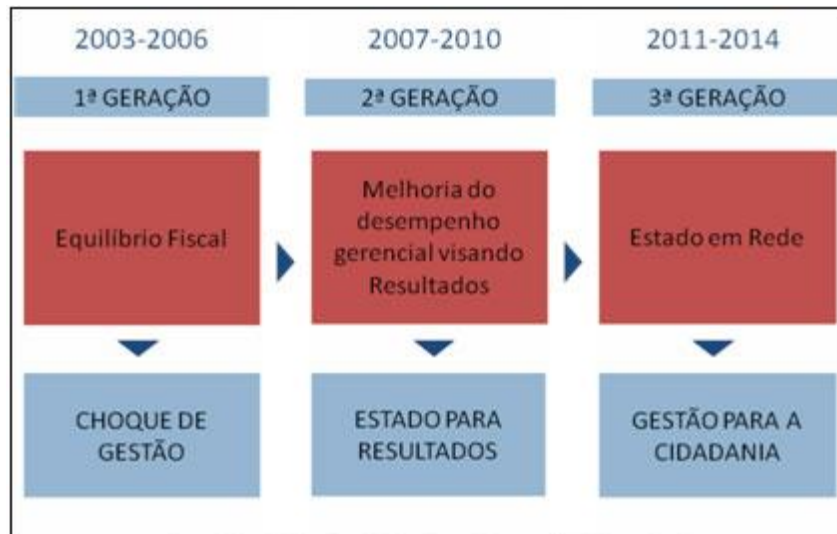 2003-2006
2007-2010
2011-2014
1ª GERAÇÃO
2ª GERAÇÃO
3ª GERAÇÃO
Equilíbrio Fiscal
Melhoria do
desempenho
gerencial visando
Resultados
Estado em Rede
CHOQUE DE
GESTÃO
ESTADO PARA
RESULTADOS
GESTÃO PARA A
CIDADANIA